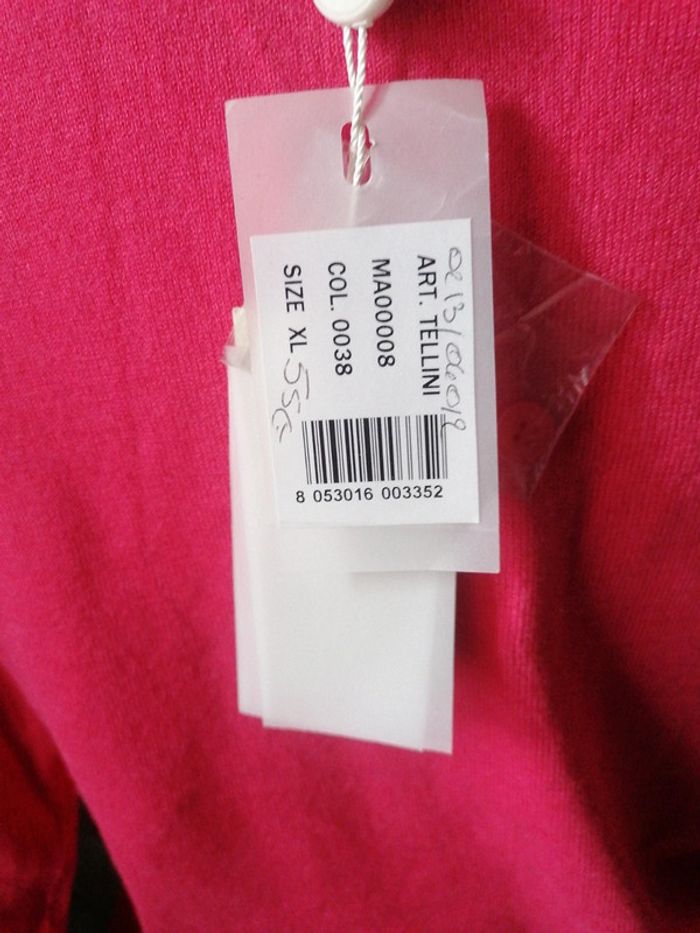 ART. TELLINI
MA00008
COL. 0038
SIZE XL
8 053016 003352